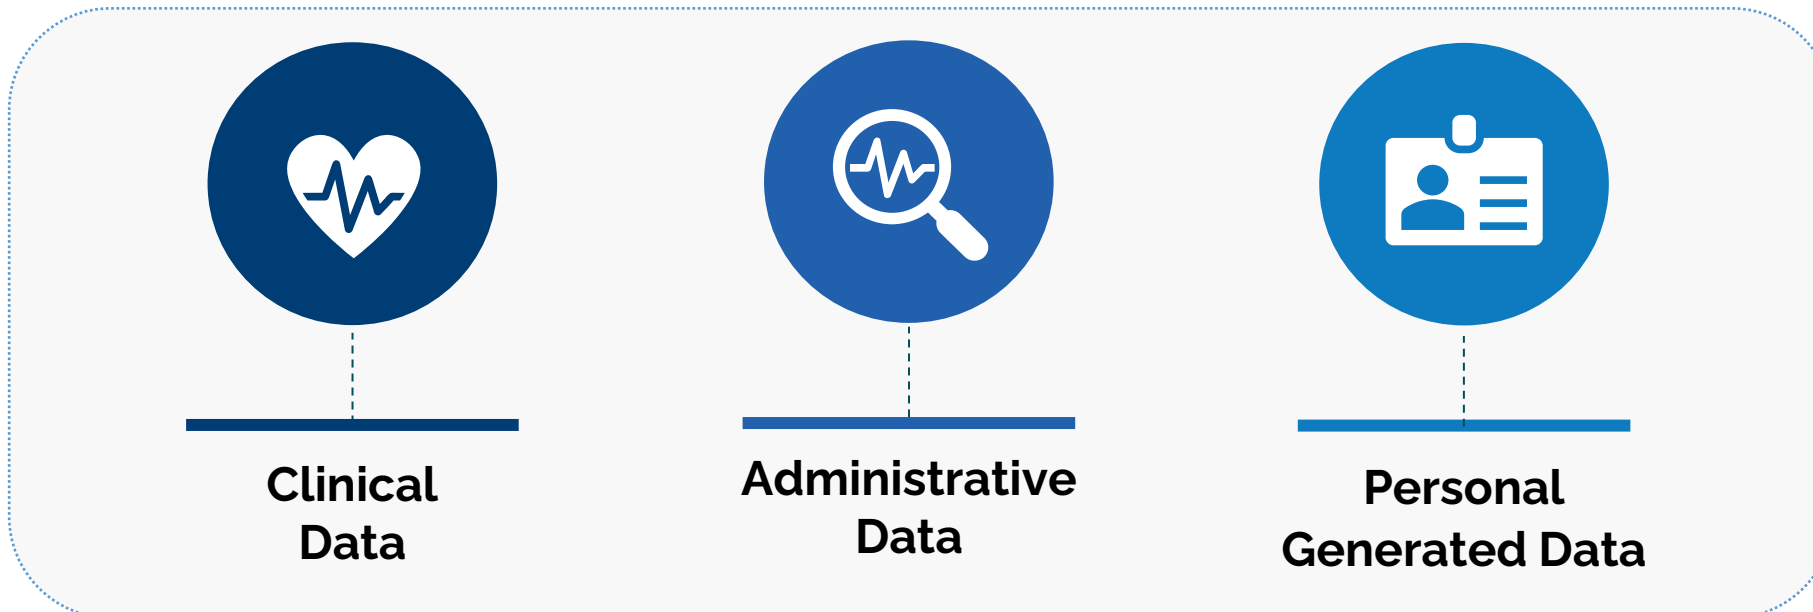 Clinical
Data
Administrative
Data
Personal
Generated Data